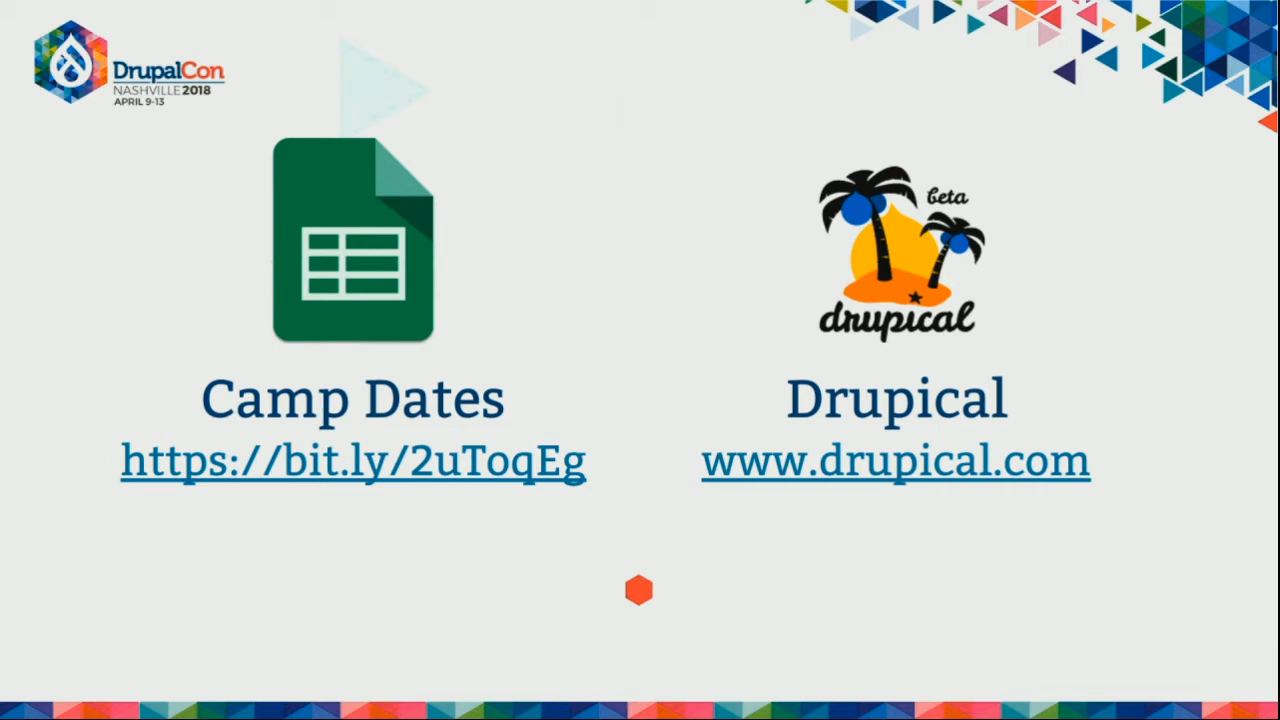 DrupalCon
NASHVILLE 2018
APRIL 9-13
beta
drupical
Camp Dates
https://bit.ly/2uToqEg
Drupical
www.drupical.com